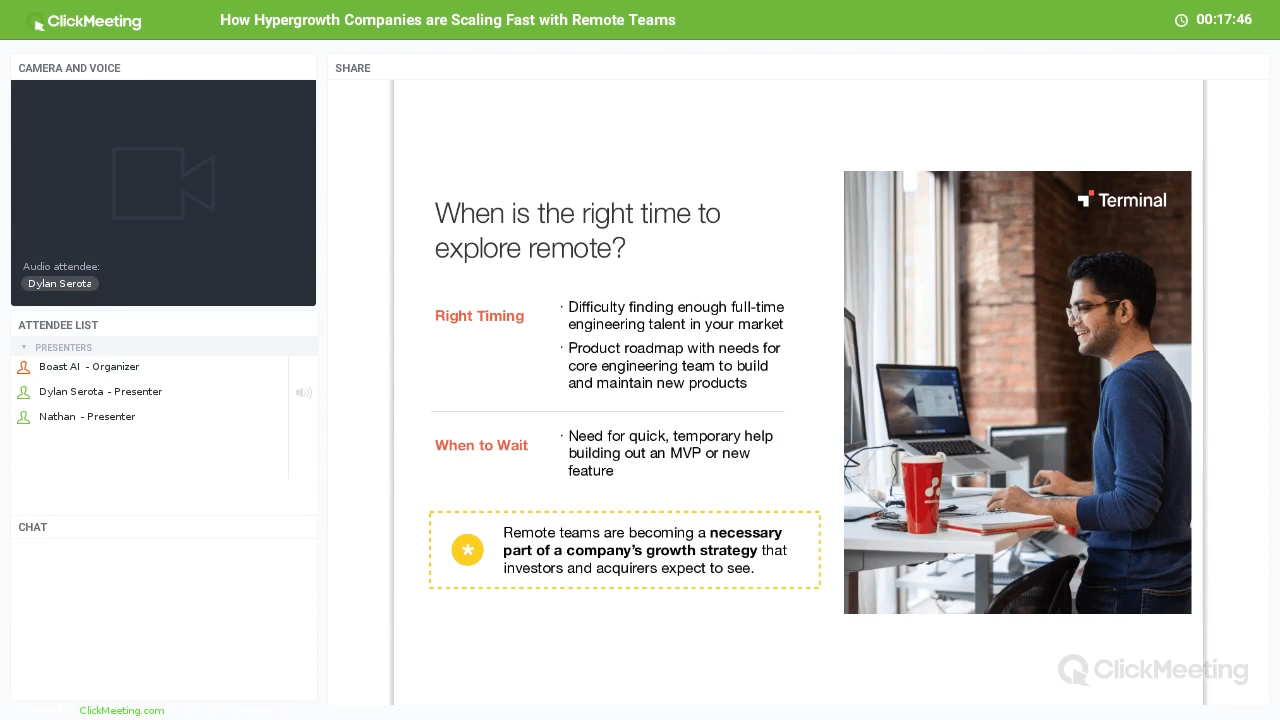 ClickMeeting
How Hypergrowth Companies are Scaling Fast with Remote Teams
00:17:46
CAMERA AND VOICE
Audio attendee:
Dylan Serota
ATTENDEE LIST
PRESENTERS
Boast AI - Organizer
Dylan Serota - Presenter
Nathan - Presenter
CHAT
ClickMeeting.com
SHARE
When is the right time to
explore remote?
Right Timing
· Difficulty finding enough full-time
engineering talent in your market
· Product roadmap with needs for
core engineering team to build
and maintain new products
When to Wait
· Need for quick, temporary help
building out an MVP or new
feature
*
Remote teams are becoming a necessary
part of a company's growth strategy that
investors and acquirers expect to see.
Terminal
ClickMeeting